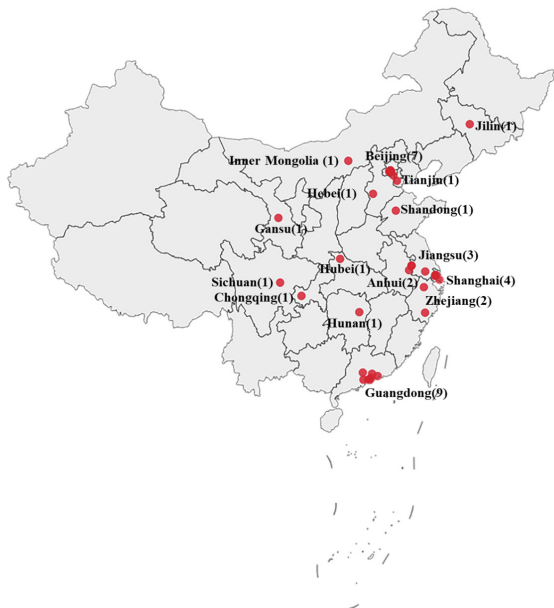 Jilin(1)
Beijing(7)
Inner Mongolia (1)
Tianjin(1)
Hebei(1)
Shandong(1)
Gansu(1)
Jiangsu(3)
Hubei(1)
Shanghai(4)
Sichuan(1)
Anhui(2)
Chongqing(1)
Zhejiang(2)
Hunan(1)
Guangdong(9)